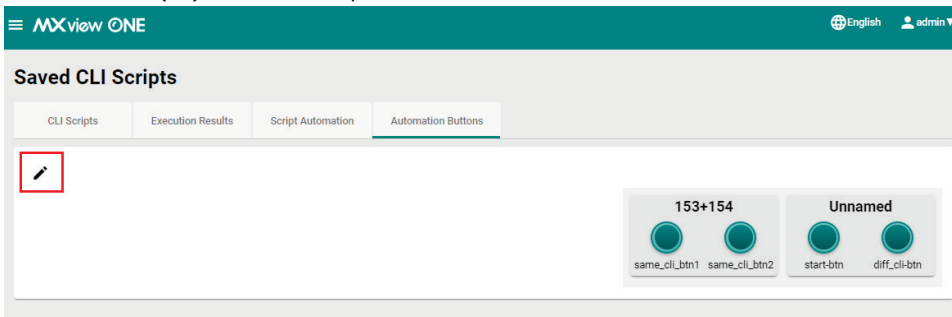 MXview ONE
English
admin
Saved CLI Scripts
CLI Scripts
Execution Results
Script Automation
Automation Buttons
153+154
Unnamed
same_cli_btn1
same_cli_btn2
start-btn
diff_cli-btn